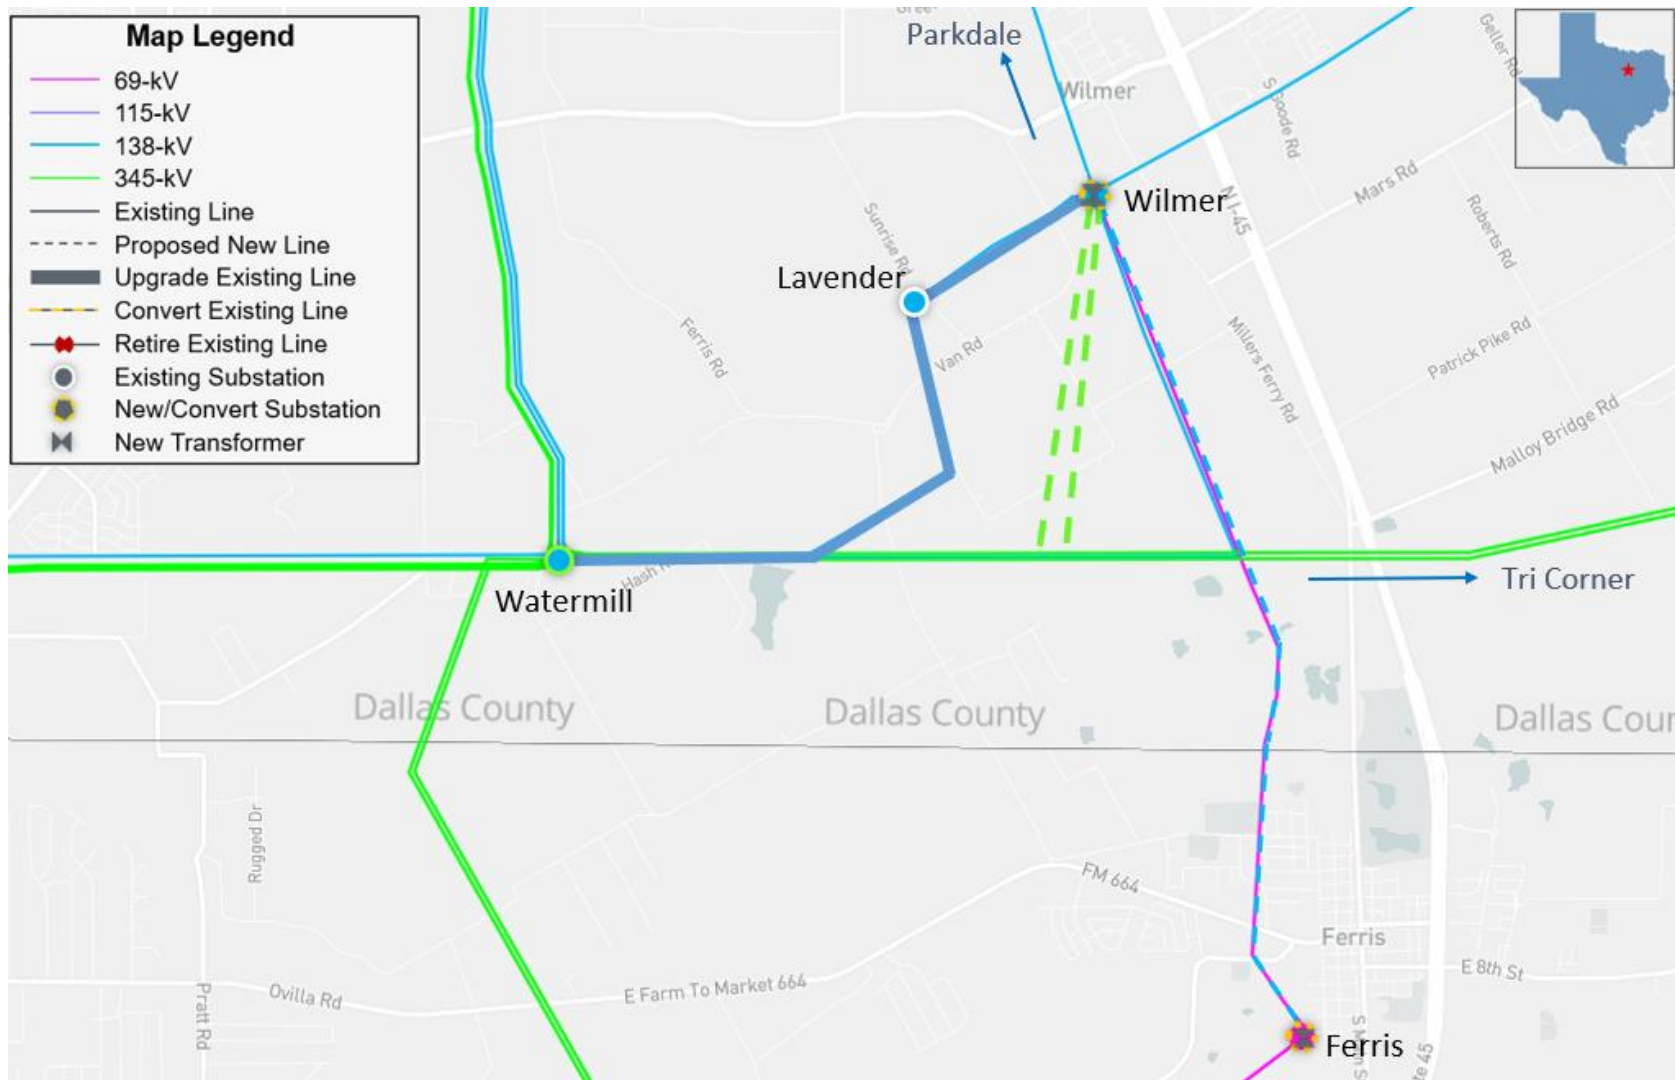 Map Legend
69-kV
115-kV
138-kV
345-kV
Existing Line
Proposed New Line
Upgrade Existing Line
Convert Existing Line
Retire Existing Line
Existing Substation
New/Convert Substation
New Transformer
Parkdale
Wilmer
Geller Rd
S Goode Rd
Mars Rd
N I-45
Wilmer
Roberts Rd
Sunrise Rd
Lavender
Ferris Rd
Van Rd
Millers Ferry Rd
Patrick Pike Rd
Malloy Bridge Rd
Hash
Watermill
Tri Corner
Dallas County
Dallas County
Dallas Coun
Rugged Dr
FM 664
Ferris
E 8th St
E Farm To Market 664
Ovilla Rd
Pratt Rd
Ferris